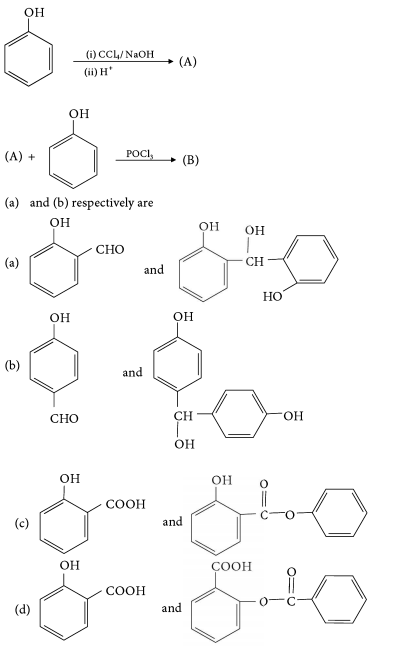 OH
(i) CCl₄/ NaOH
(ii) H⁺
(A)
OH
(A) +
POCl₃
(B)
(a) and (b) respectively are
(a)
OH
CHO
and
OH
OH
CH
HO
(b)
OH
CHO
and
OH
CH
OH
OH
(c)
OH
COOH
and
OH
O
C
O
(d)
OH
COOH
and
COOH
O
O
C